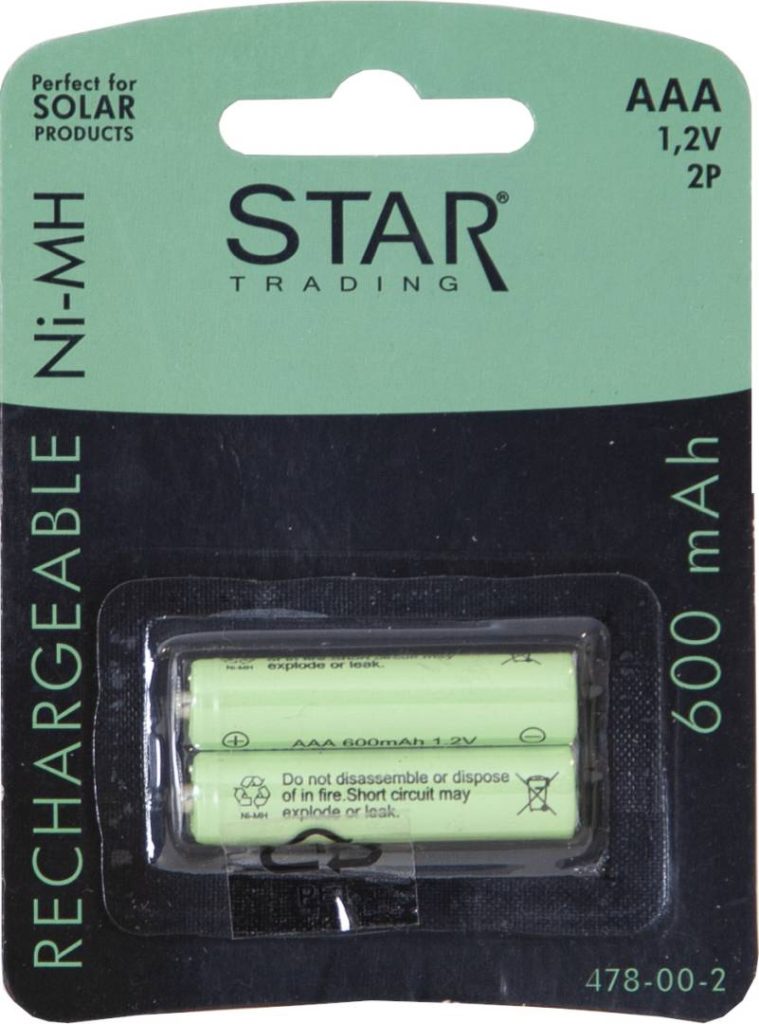 Perfect for
SOLAR
PRODUCTS
AAA
1,2V
2P
STAR®
TRADING
Ni-MH
RECHARGEABLE
600 mAh
Ni-MH
explode or leak.
AAA 600mAh 1.2V
Do not disassemble or dispose
of in fire.Short circuit may
explode or leak.
Ni-MH
478-00-2